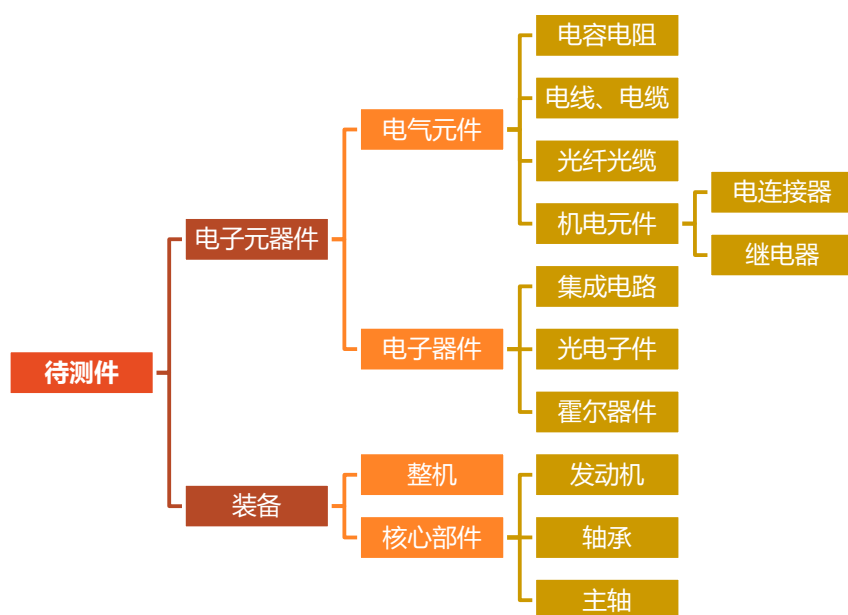 待测件
电子元器件
电气元件
电容电阻
电线、电缆
光纤光缆
机电元件
电连接器
继电器
电子器件
集成电路
光电子件
霍尔器件
装备
整机
核心部件
发动机
轴承
主轴